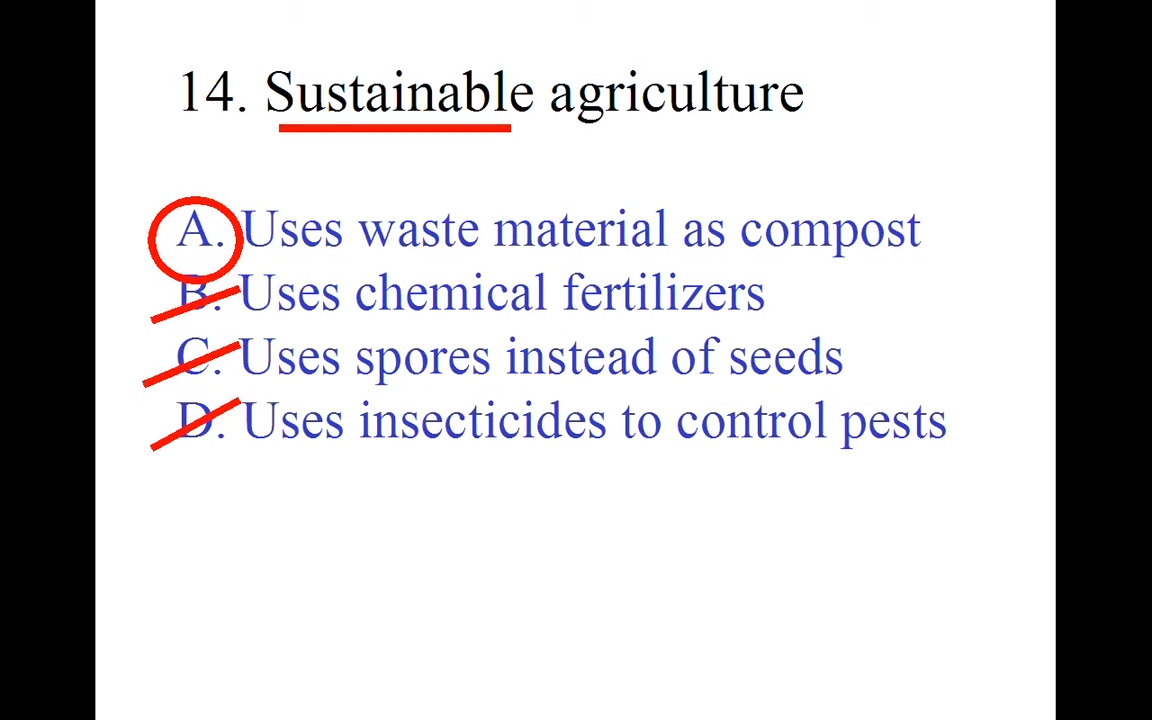 14. Sustainable agriculture
A. Uses waste material as compost
B. Uses chemical fertilizers
C. Uses spores instead of seeds
D. Uses insecticides to control pests